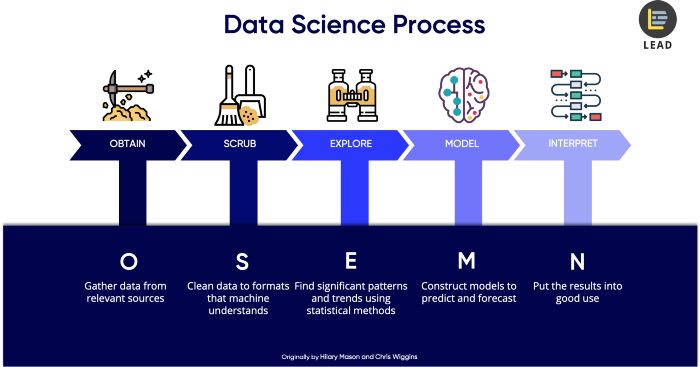 Data Science Process
LEAD
OBTAIN
SCRUB
EXPLORE
MODEL
INTERPRET
O
Gather data from
relevant sources
S
Clean data to formats
that machine
understands
E
Find significant patterns
and trends using
statistical methods
M
Construct models to
predict and forecast
N
Put the results into
good use
Originally by Hilary Mason and Chris Wiggins